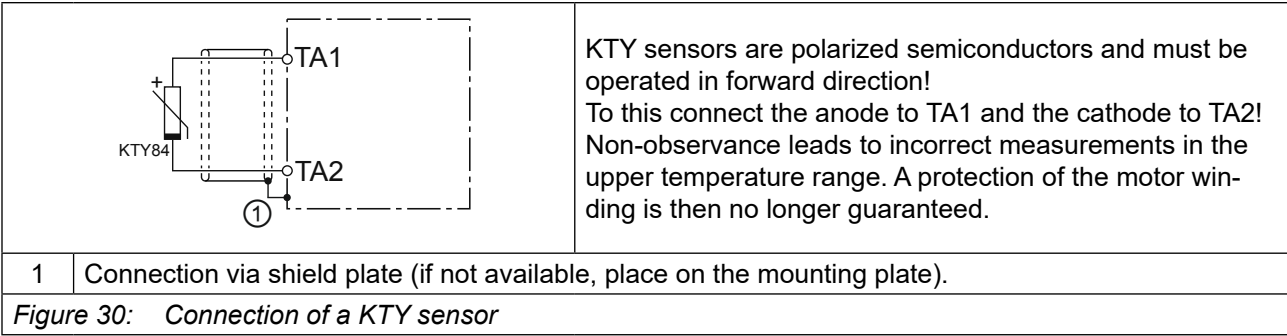 TA1
+
KTY84
TA2
1
KTY sensors are polarized semiconductors and must be
operated in forward direction!
To this connect the anode to TA1 and the cathode to TA2!
Non-observance leads to incorrect measurements in the
upper temperature range. A protection of the motor win-
ding is then no longer guaranteed.
1 Connection via shield plate (if not available, place on the mounting plate).
Figure 30: Connection of a KTY sensor